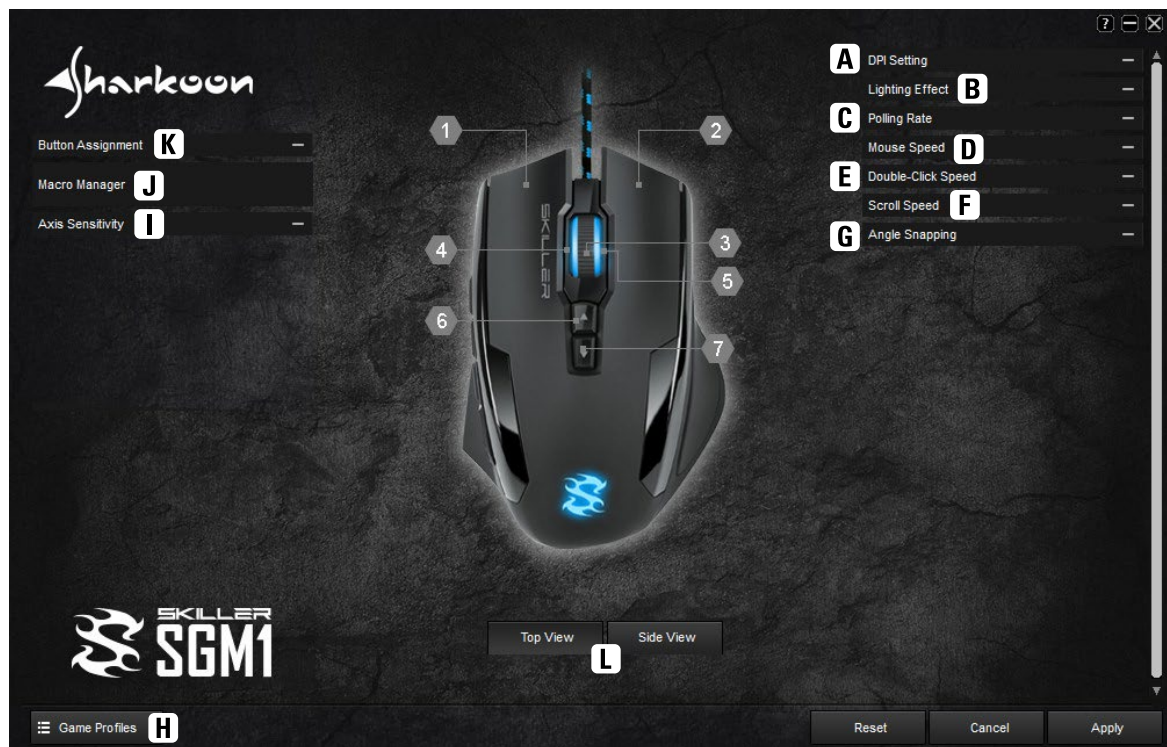 ?
Sharkoon
A DPI Setting
Lighting Effect B
C Polling Rate
Mouse Speed D
E Double-Click Speed
Scroll Speed F
G Angle Snapping
Button Assignment K
Macro Manager J
Axis Sensitivity I
1
2
3
4
5
6
7
SKILLER
SKILLER
SGM1
Top View
Side View
L
Game Profiles H
Reset
Cancel
Apply